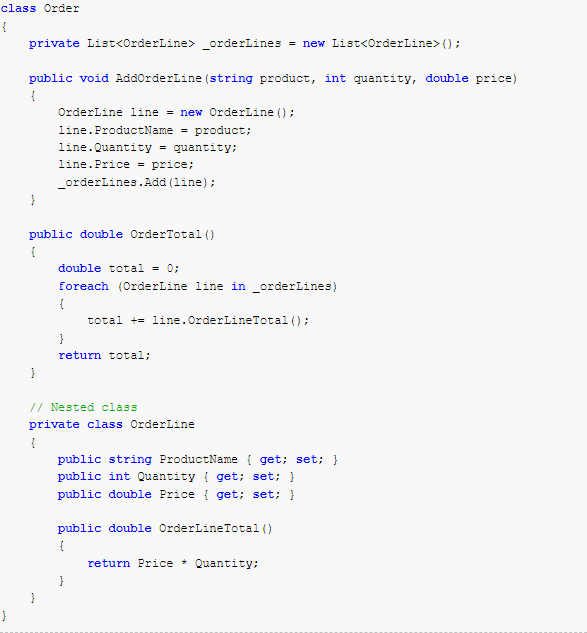 class Order
{
    private List<OrderLine> _orderLines = new List<OrderLine>();

    public void AddOrderLine(string product, int quantity, double price)
    {
        OrderLine line = new OrderLine();
        line.ProductName = product;
        line.Quantity = quantity;
        line.Price = price;
        _orderLines.Add(line);
    }

    public double OrderTotal()
    {
        double total = 0;
        foreach (OrderLine line in _orderLines)
        {
            total += line.OrderLineTotal();
        }
        return total;
    }

    // Nested class
    private class OrderLine
    {
        public string ProductName { get; set; }
        public int Quantity { get; set; }
        public double Price { get; set; }

        public double OrderLineTotal()
        {
            return Price * Quantity;
        }
    }
}